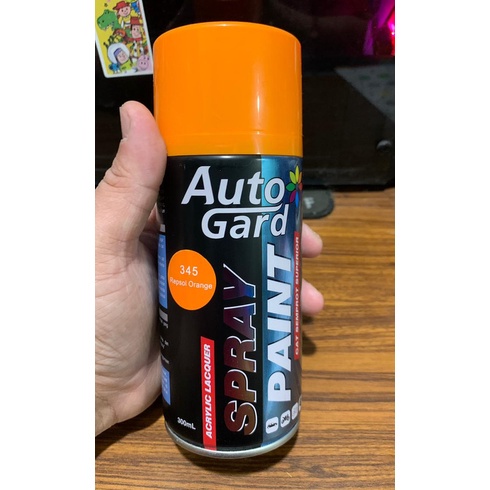 Auto
Gard
345
Repsol Orange
SPRAY
PAINT
ACRYLIC LACQUER
CAT SEMPROT SUPERIOR
300mL